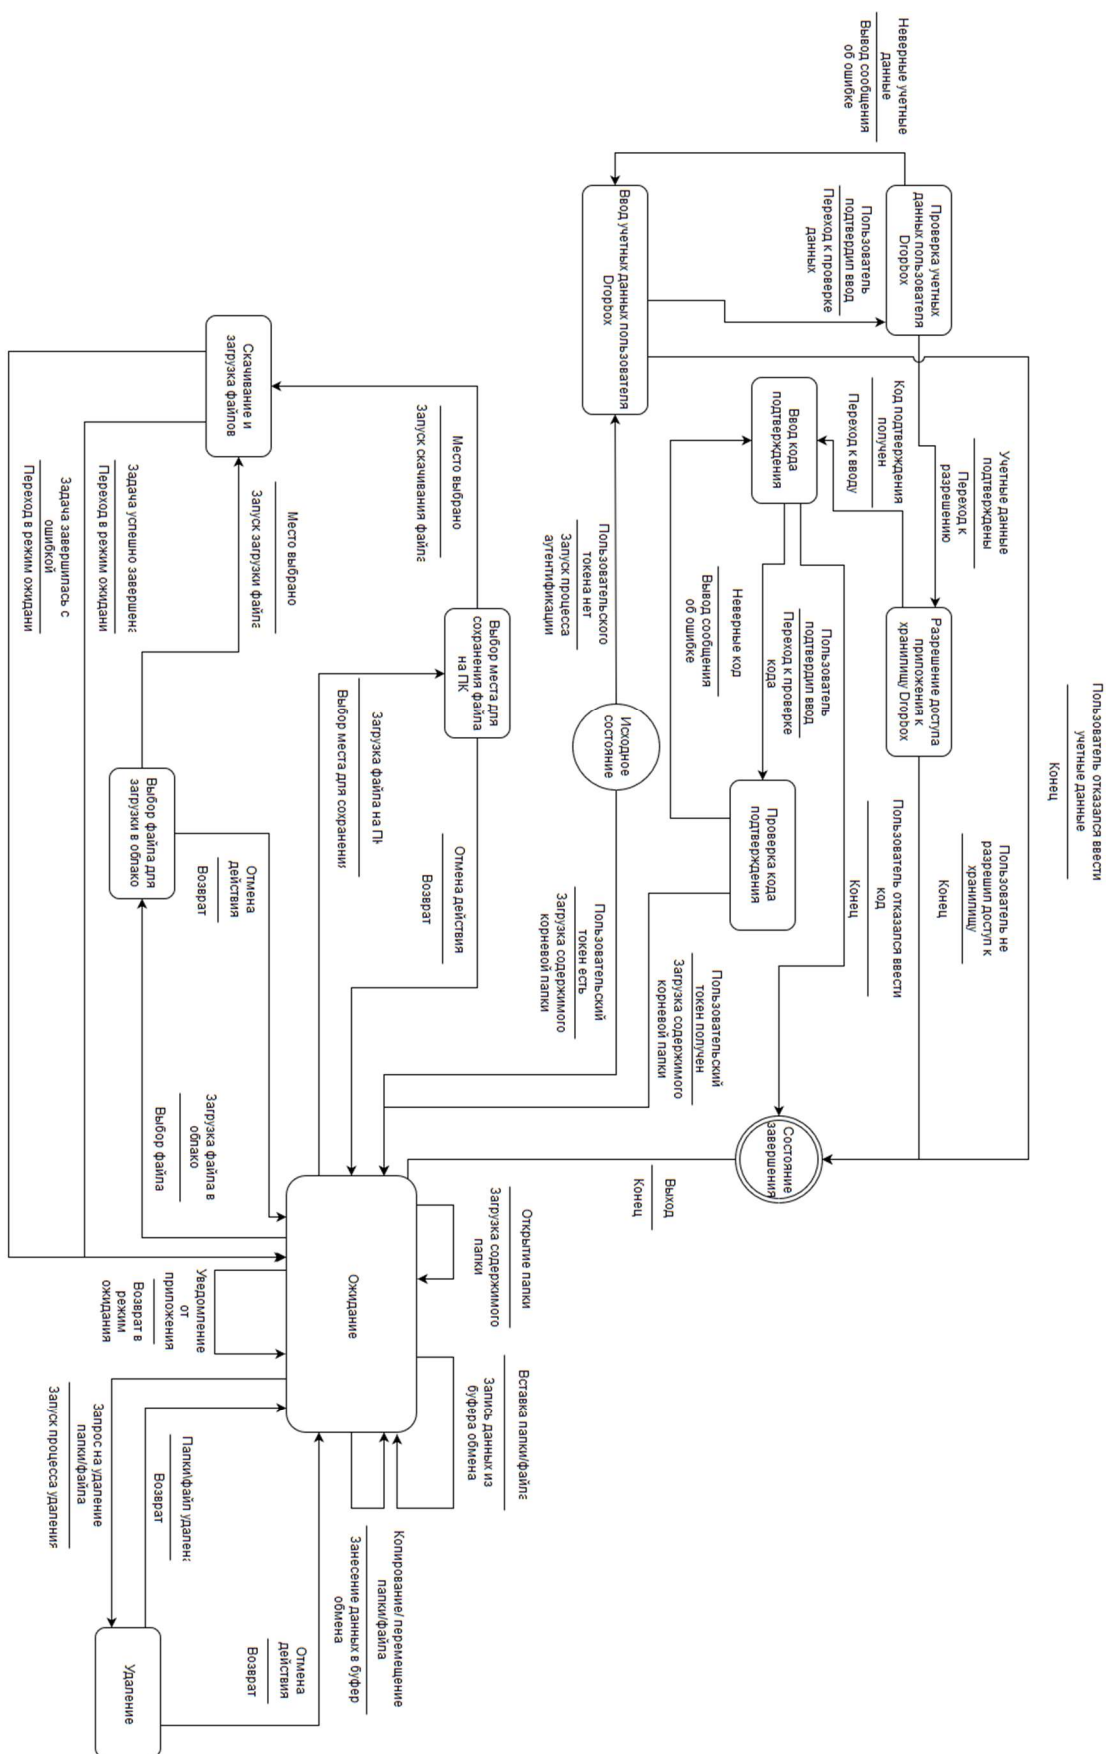 Неверные учетные
данные
Вывод сообщения
об ошибке
Проверка учетных
данных пользователя
Dropbox
Пользователь
подтвердил ввод
Переход к проверке
данных
Ввод учетных данных пользователя
Dropbox
Учетные данные
подтверждены
Переход к
разрешению
Код подтверждения
получен
Переход к вводу
Ввод кода
подтверждения
Разрешение доступа
приложения к
хранилищу Dropbox
Пользователь отказался ввести
учетные данные
Конец
Пользователь не
разрешил доступ к
хранилищу
Конец
Пользователь отказался ввести
код
Конец
Пользователь
подтвердил ввод
Переход к проверке
кода
Неверные код
Вывод сообщения
об ошибке
Проверка кода
подтверждения
Пользовательский
токен получен
Загрузка содержимого
корневой папки
Состояние
завершения
Пользовательского
токена нет
Запуск процесса
аутентификации
Исходное
состояние
Пользовательский
токен есть
Загрузка содержимого
корневой папки
Выход
Конец
Скачивание и
загрузка файлов
Место выбрано
Запуск скачивания файла
Выбор места для
сохранения файла
на ПК
Отмена действия
Возврат
Загрузка файла на ПК
Выбор места для сохранения
Место выбрано
Запуск загрузки файла
Задача успешно завершена
Переход в режим ожидани
Задача завершилась с
ошибкой
Переход в режим ожидани
Выбор файла для
загрузки в облако
Отмена
действия
Возврат
Загрузка файла в
облако
Выбор файла
Ожидание
Открытие папки
Загрузка содержимого
папки
Вставка папки/файла
Запись данных из
буфера обмена
Копирование/ перемещение
папки/файла
Занесение данных в буфер
обмена
Уведомление
от
приложения
Возврат в
режим
ожидания
Папки\файл удалена
Возврат
Запрос на удаление
папки/файла
Запуск процесса удаления
Отмена
действия
Возврат
Удаление